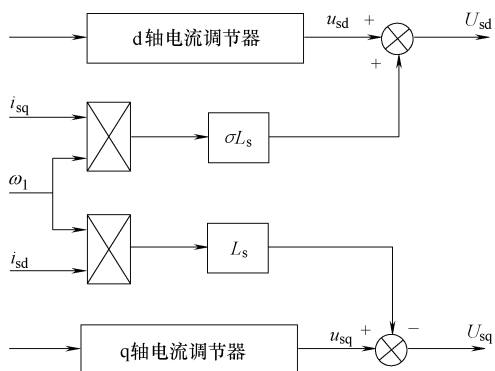 d轴电流调节器
u_sd
+
U_sd
+
i_sq
σL_s
ω_1
L_s
i_sd
q轴电流调节器
u_sq
+
−
U_sq